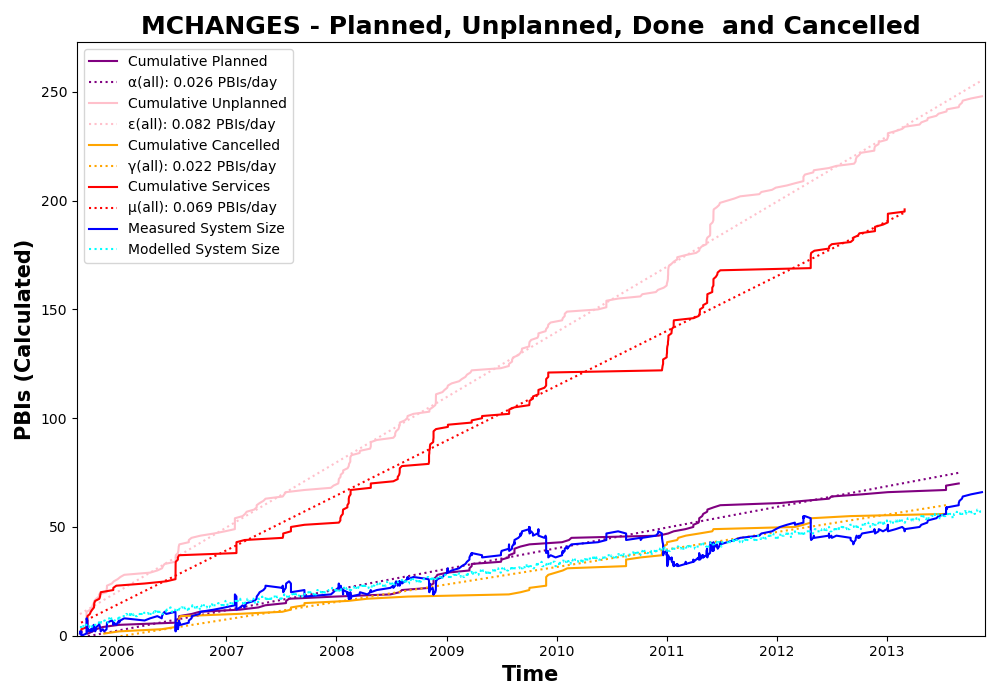 MCHANGES - Planned, Unplanned, Done  and Cancelled
Cumulative Planned
α(all): 0.026 PBIs/day
Cumulative Unplanned
ε(all): 0.082 PBIs/day
Cumulative Cancelled
γ(all): 0.022 PBIs/day
Cumulative Services
μ(all): 0.069 PBIs/day
Measured System Size
Modelled System Size
PBIs (Calculated)
250
200
150
100
50
0
2006 2007 2008 2009 2010 2011 2012 2013
Time